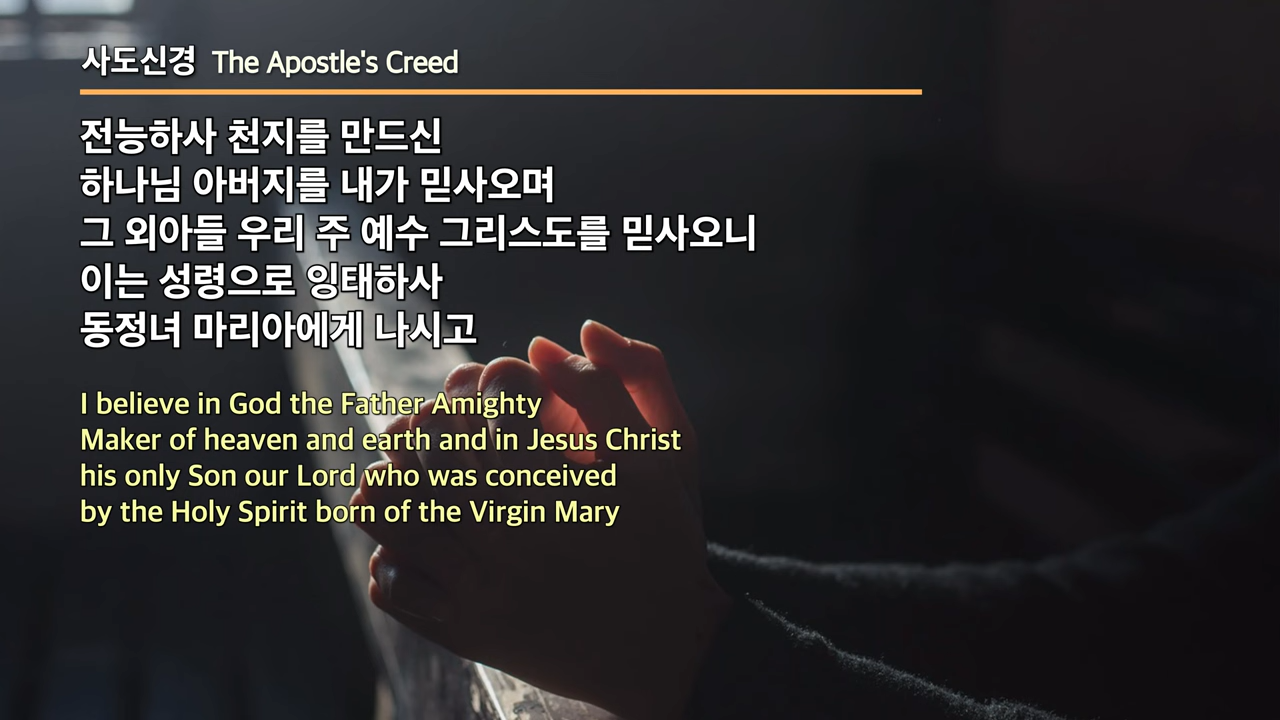 사도신경 The Apostle's Creed
전능하사 천지를 만드신
하나님 아버지를 내가 믿사오며
그 외아들 우리 주 예수 그리스도를 믿사오니
이는 성령으로 잉태하사
동정녀 마리아에게 나시고
I believe in God the Father Amighty
Maker of heaven and earth and in Jesus Christ
his only Son our Lord who was conceived
by the Holy Spirit born of the Virgin Mary